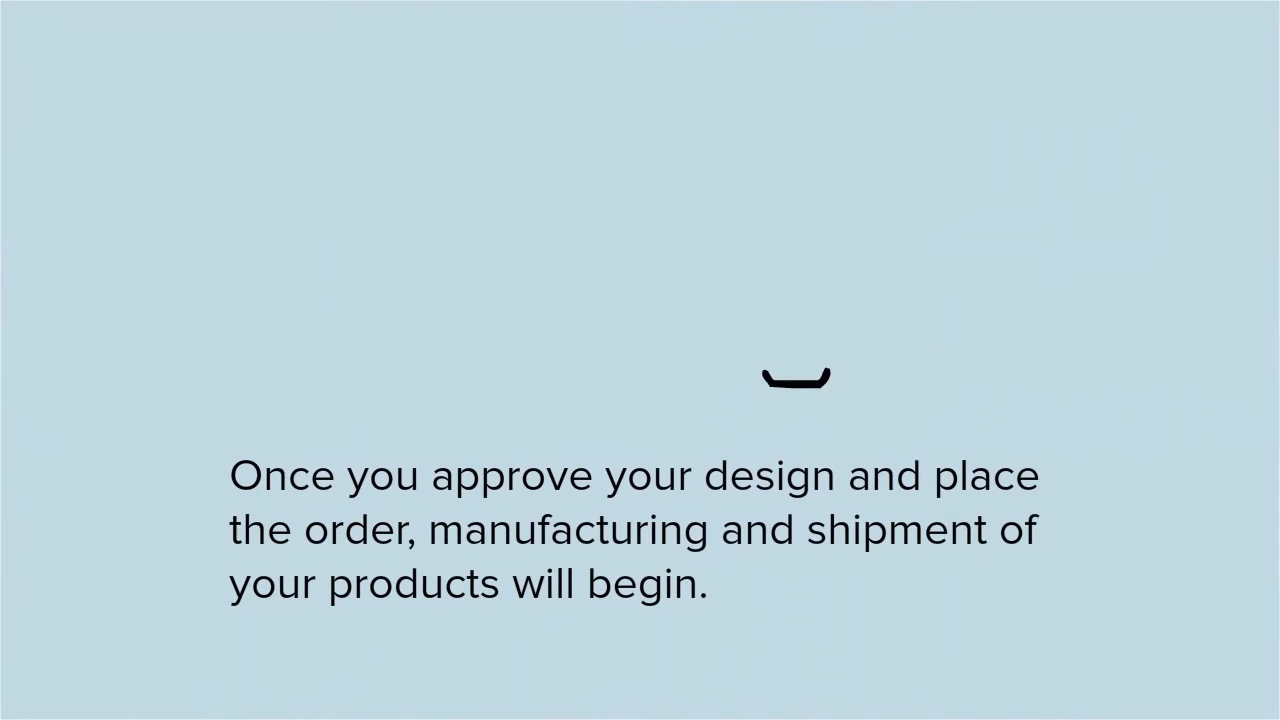 Once you approve your design and place
the order, manufacturing and shipment of
your products will begin.